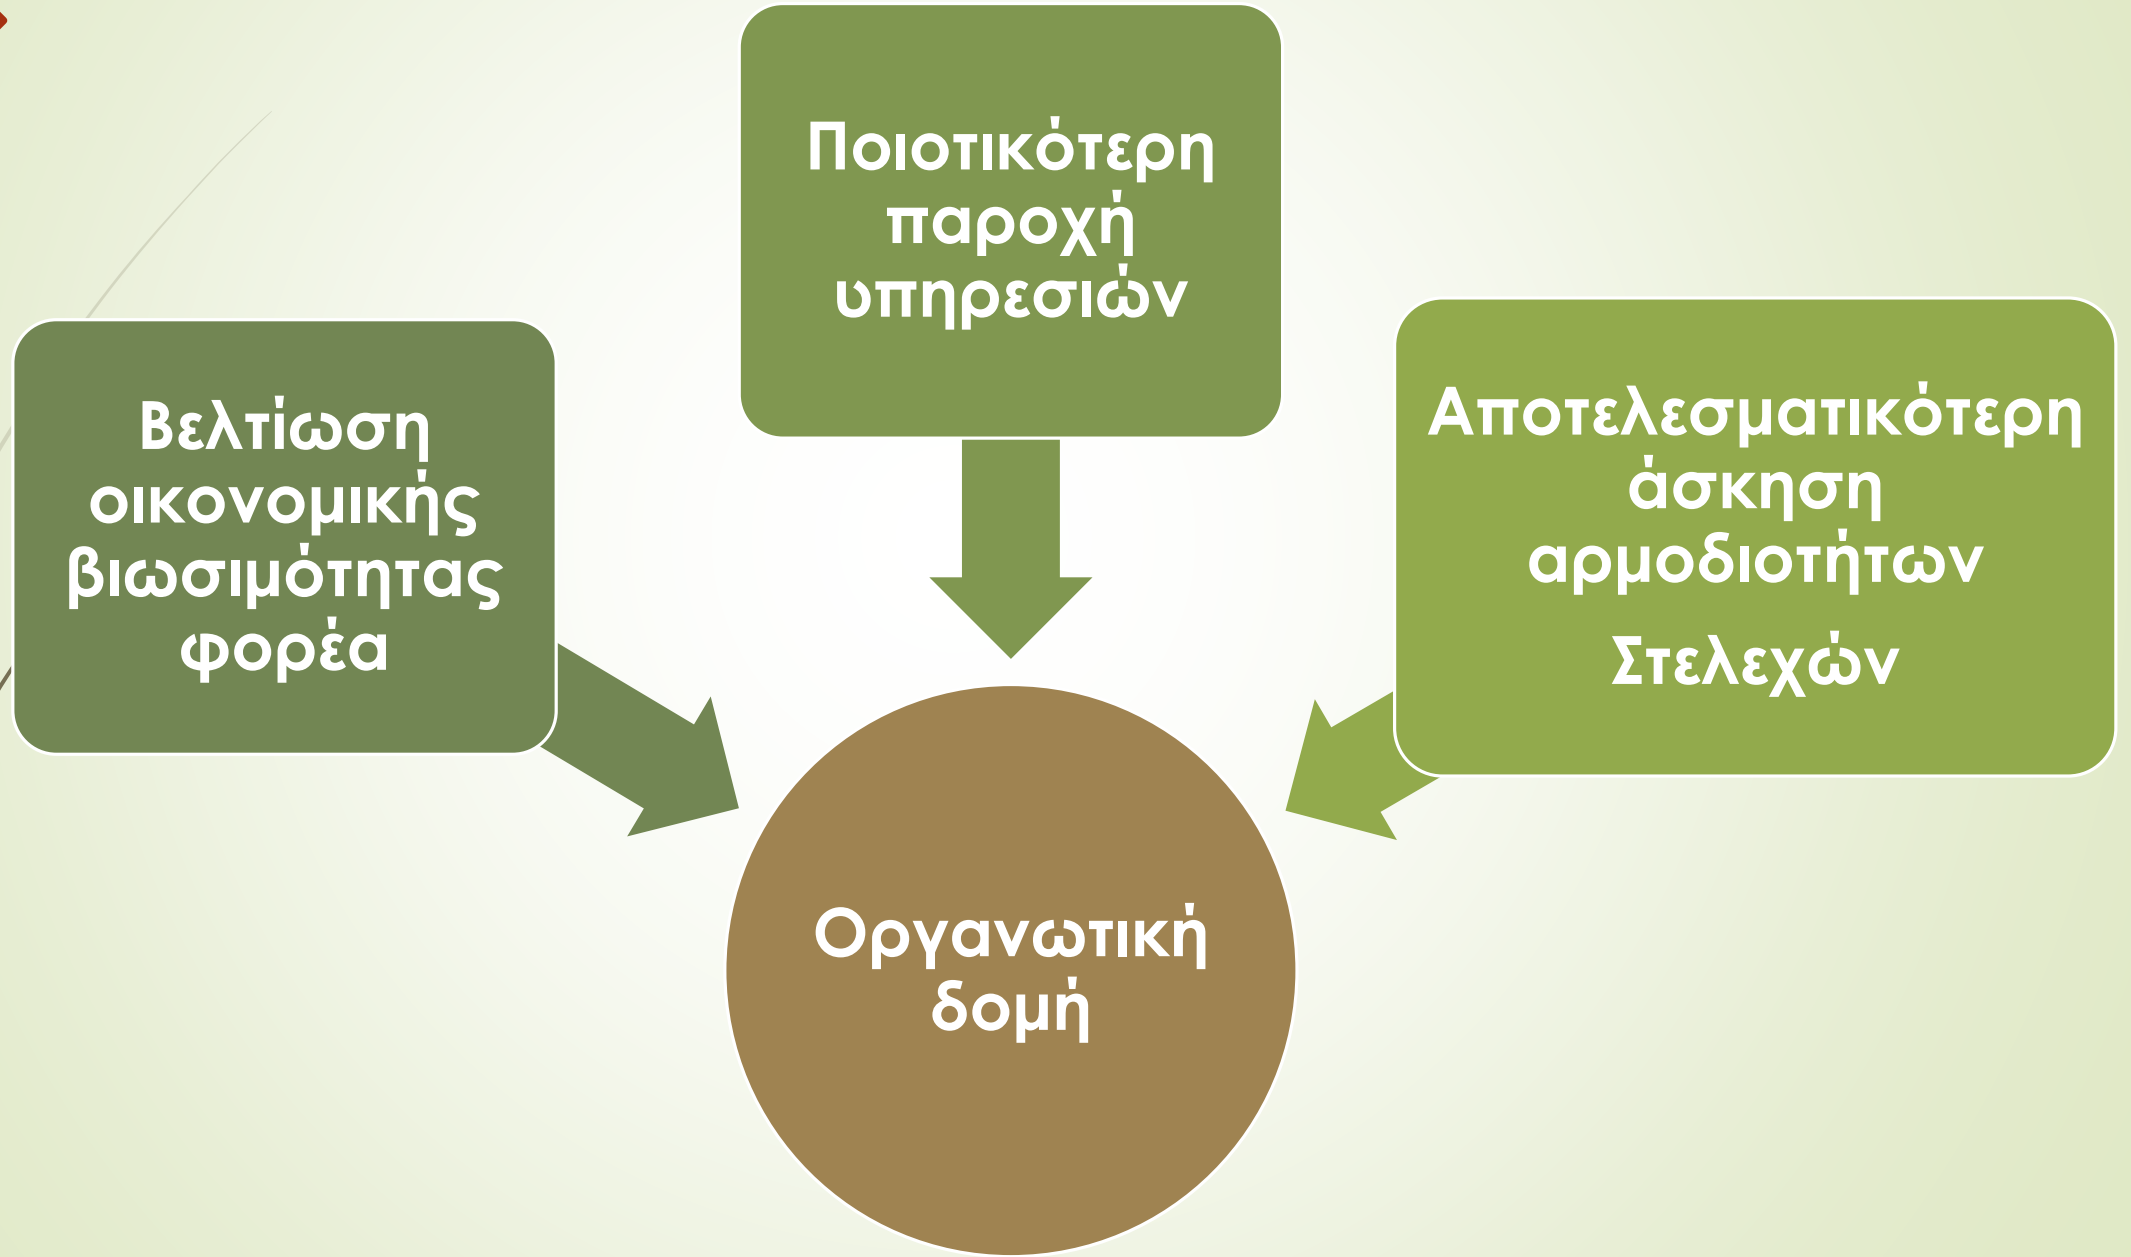 Ποιοτικότερη
παροχή
υπηρεσιών
Βελτίωση
οικονομικής
βιωσιμότητας
φορέα
Αποτελεσματικότερη
άσκηση
αρμοδιοτήτων
Στελεχών
Οργανωτική
δομή